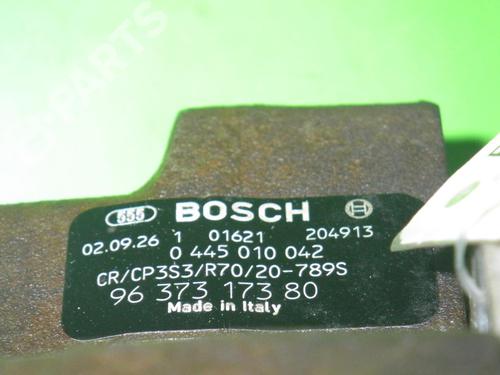 555 BOSCH
02.09.26 1 01621 204913
0 445 010 042
CR/CP3S3/R70/20-789S
96 373 173 80
Made in Italy
B-PARTS